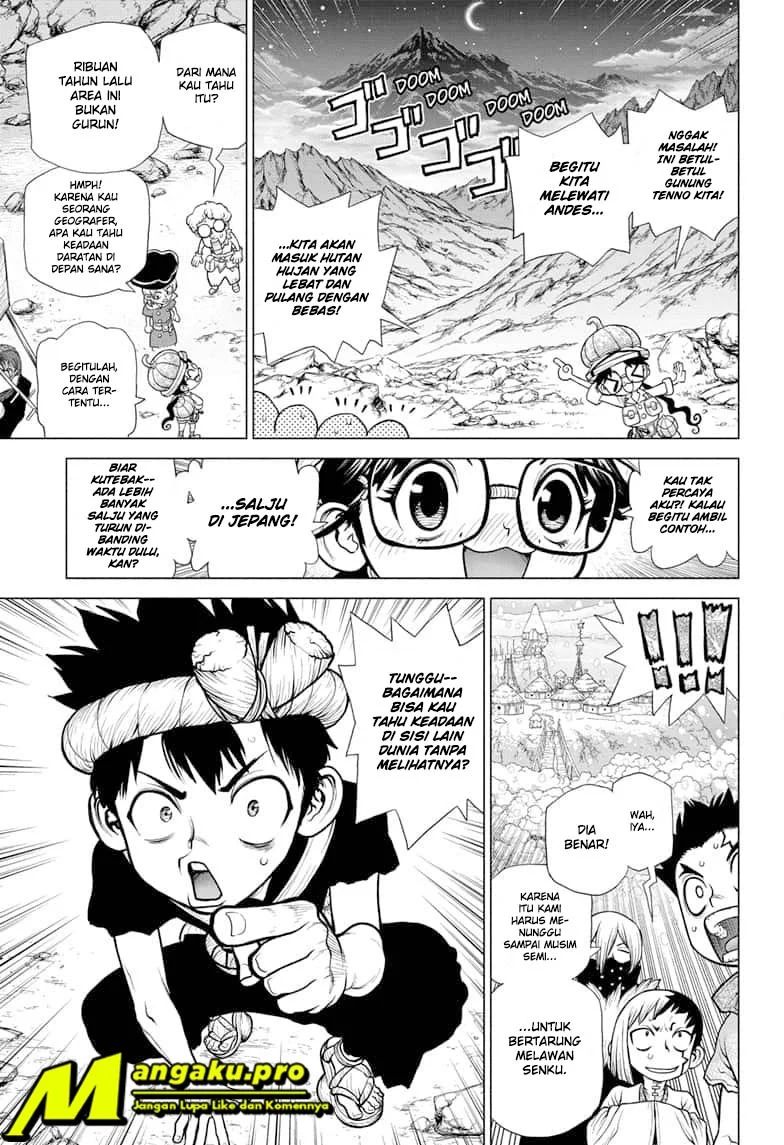 NGGAK
MASALAH!
INI BETUL-
BETUL
GUNUNG
TENNO KITA!
BEGITU
KITA
MELEWATI
ANDES...
ゴゴゴゴ
DOOM
DOOM
DOOM
DOOM
...KITA AKAN
MASUK HUTAN
HUJAN YANG
LEBAT DAN
PULANG DENGAN
BEBAS!
DARI MANA
KAU TAHU
ITU?
RIBUAN
TAHUN LALU
AREA INI
BUKAN
GURUN!
HMPH!
KARENA KAU
SEORANG
GEOGRAFER,
APA KAU TAHU
KEADAAN
DARATAN DI
DEPAN SANA?
BEGITULAH,
DENGAN
CARA TER-
TENTU...
KAU TAK
PERCAYA
AKU?! KALAU
BEGITU AMBIL
CONTOH...
...SALJU
DI JEPANG!
BIAR
KUTEBAK--
ADA LEBIH
BANYAK
SALJU YANG
TURUN DI-
BANDING
WAKTU DULU,
KAN?
!!!
WAH,
IYA...
DIA
BENAR!
KARENA
ITU KAMI
HARUS ME-
NUNGGU
SAMPAI MUSIM
SEMI...
...UNTUK
BERTARUNG
MELAWAN
SENKU.
TUNGGU--
BAGAIMANA
BISA KAU
TAHU KEADAAN
DI SISI LAIN
DUNIA TANPA
MELIHATNYA?
Mangaku.pro
Jangan Lupa Like dan Komennya